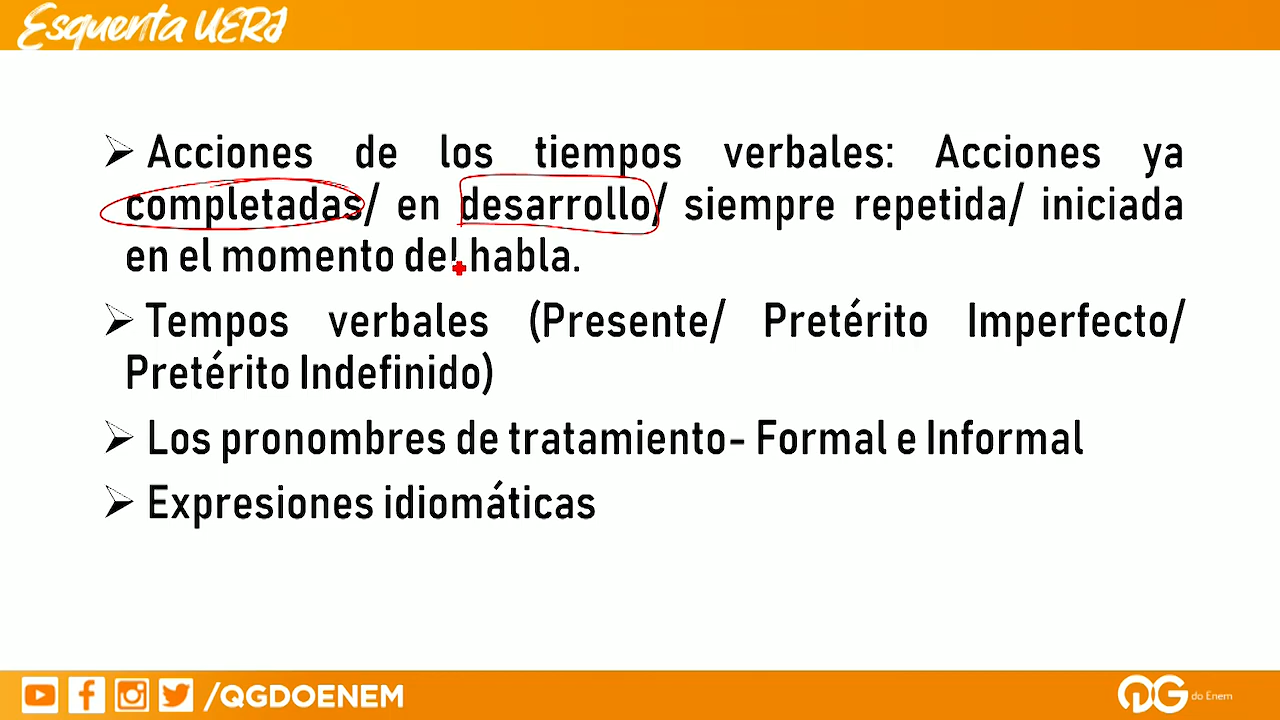 Esquenta UERJ
➢ Acciones de los tiempos verbales: Acciones ya
completadas/ en desarrollo/ siempre repetida/ iniciada
en el momento del habla.
➢ Tempos verbales (Presente/ Pretérito Imperfecto/
Pretérito Indefinido)
➢ Los pronombres de tratamiento- Formal e Informal
➢ Expresiones idiomáticas
/QGDOENEM
QG do Enem